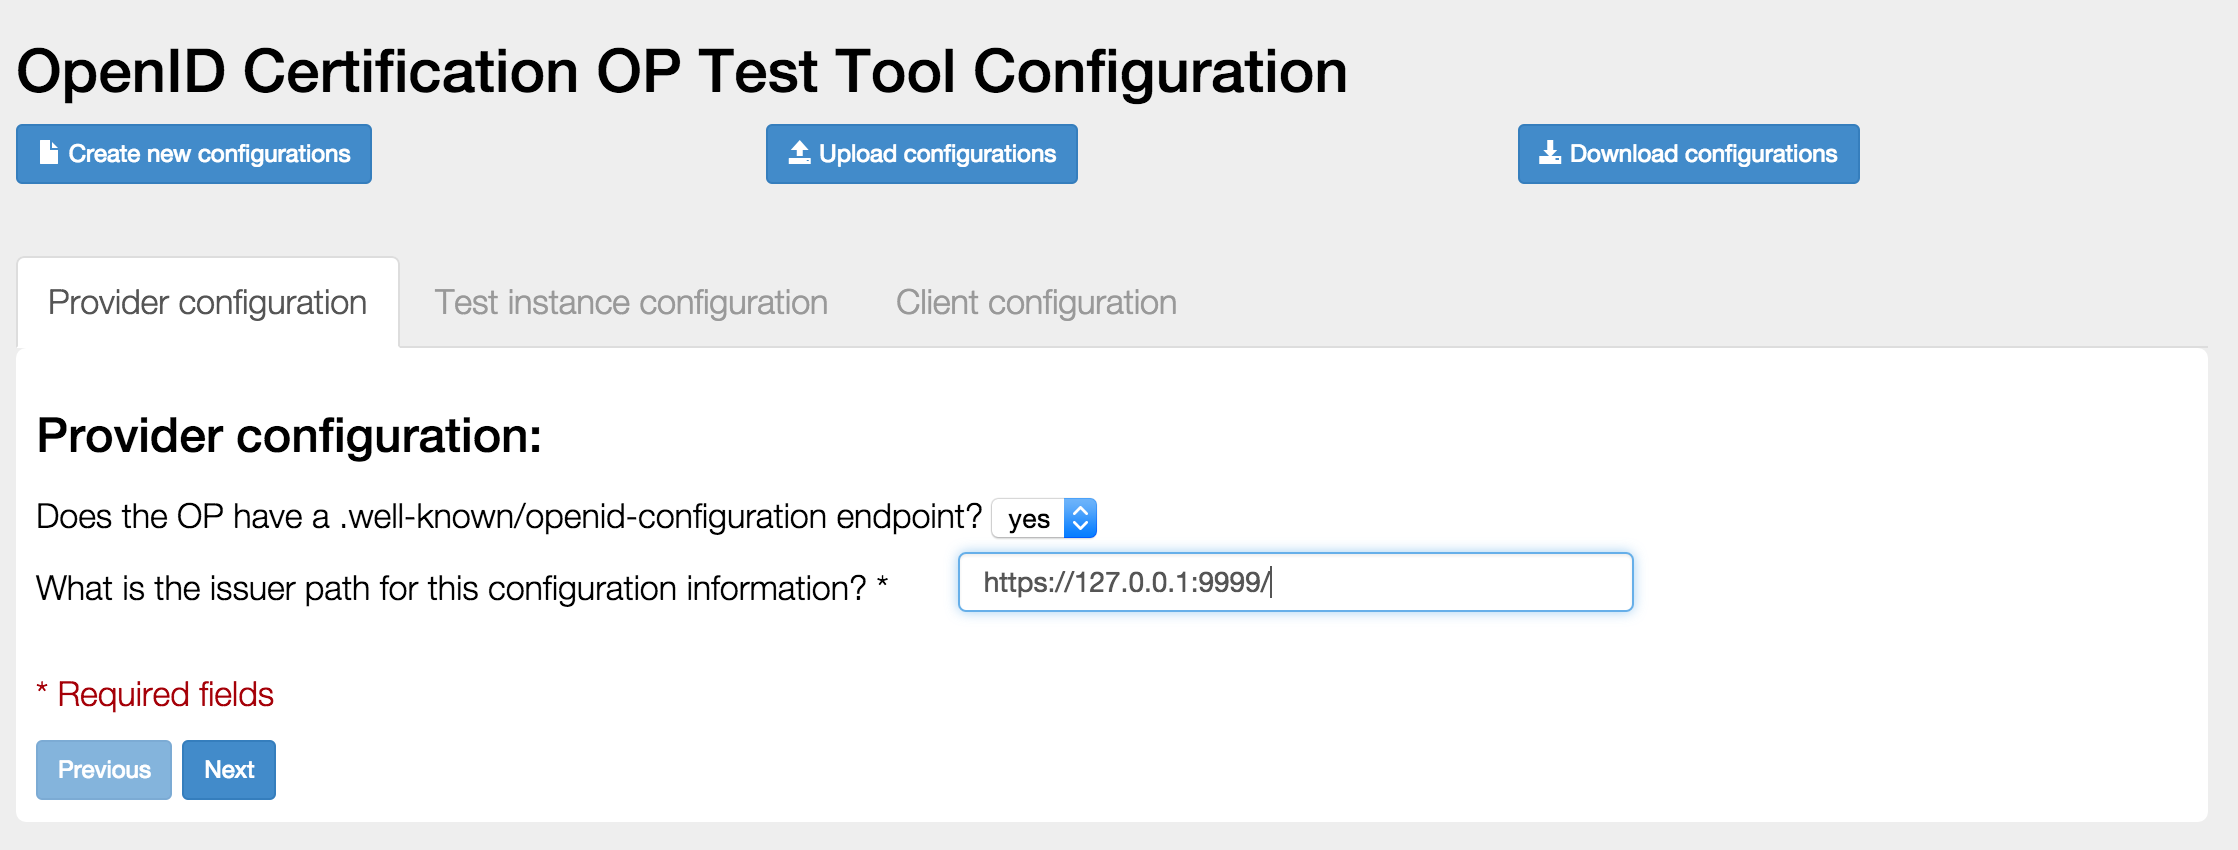 OpenID Certification OP Test Tool Configuration
Create new configurations
Upload configurations
Download configurations
Provider configuration
Test instance configuration
Client configuration
Provider configuration:
Does the OP have a .well-known/openid-configuration endpoint? yes
What is the issuer path for this configuration information? * https://127.0.0.1:9999/
* Required fields
Previous
Next